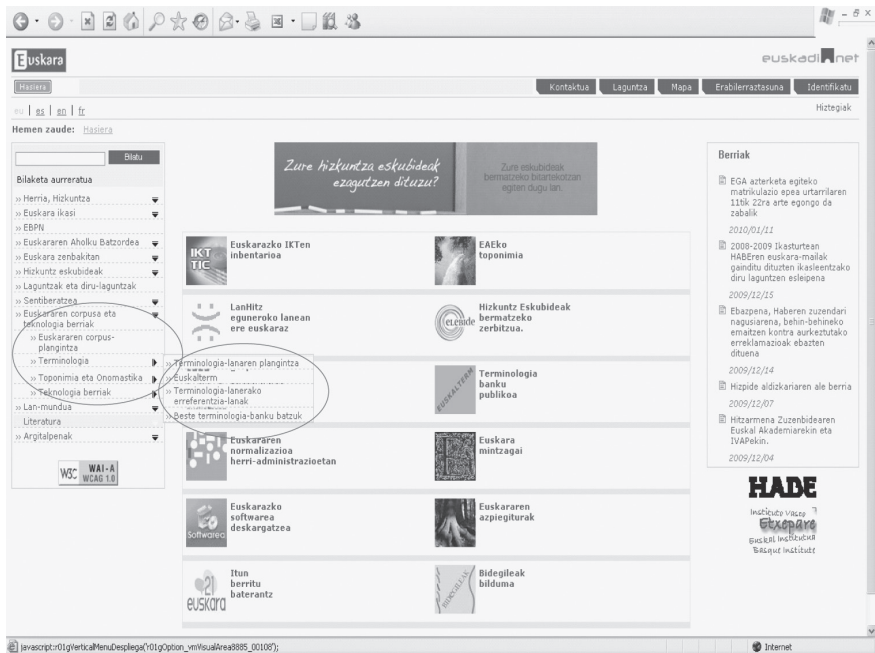 Euskara
euskadi.net
Hasiera
Kontaktua Laguntza Mapa Erabilerraztasuna Identifikatu
eu | es | en | fr
Hiztegiak
Hemen zaude: Hasiera
Bilatu
Bilaketa aurreratua
» Herria, Hizkuntza
» Euskara ikasi
» EBPN
» Euskararen Aholku Batzordea
» Euskara zenbakitan
» Hizkuntz eskubideak
» Laguntzak eta diru-laguntzak
» Sentiberatzea
» Euskararen corpusa eta
teknologia berriak
» Euskararen corpus-
plangintza
» Terminologia
» Toponimia eta Onomastika
» Teknologia berriak
» Lan-mundua
Literatura
» Argitalpenak
» Terminologia-lanaren plangintza
» Euskalterm
» Terminologia-lanerako
erreferentzia-lanak
» Beste terminologia-banku batzuk
W3C WAI-A
WCAG 1.0
Zure hizkuntza eskubideak
ezagutzen dituzu?
Zure eskubideak
bermatzeko bitartekotzan
egiten dugu lan.
IKT
TIC
Euskarazko IKTen
inbentarioa
EAEko
toponimia
LanHitz
eguneroko lanean
ere euskaraz
elebide
Hizkuntz Eskubideak
bermatzeko
zerbitzua.
EUSKALTERM
Terminologia
banku
publikoa
Euskararen
normalizazioa
herri-administrazioetan
Euskara
mintzagai
Softwarea
Euskarazko
softwarea
deskargatzea
Euskararen
azpiegiturak
21
euskara
Itun
berritu
baterantz
BIDEGILEAK
Bidegileak
bilduma
Berriak
EGA azterketa egiteko
matrikulazio epea urtarrilaren
11tik 22ra arte egongo da
zabalik
2010/01/11
2008-2009 Ikasturtean
HABEren euskara-mailak
gainditu dituzten ikasleentzako
diru laguntzen esleipena
2009/12/15
Ebazpena, Haberen zuzendari
nagusiarena, behin-behineko
emaitzen kontra aurkeztutako
erreklamazioak ebazten
dituena
2009/12/14
Hizpide aldizkariaren ale berria
2009/12/07
Hitzarmena Zuzenbidearen
Euskal Akademiarekin eta
IVAPekin.
2009/12/04
HABE
Instituto Vasco
Etxepare
Euskal Institutua
Basque Institute
javascript:r01gVerticalMenuDespliega('r01gOption_vmVisualArea8885_00108');
Internet